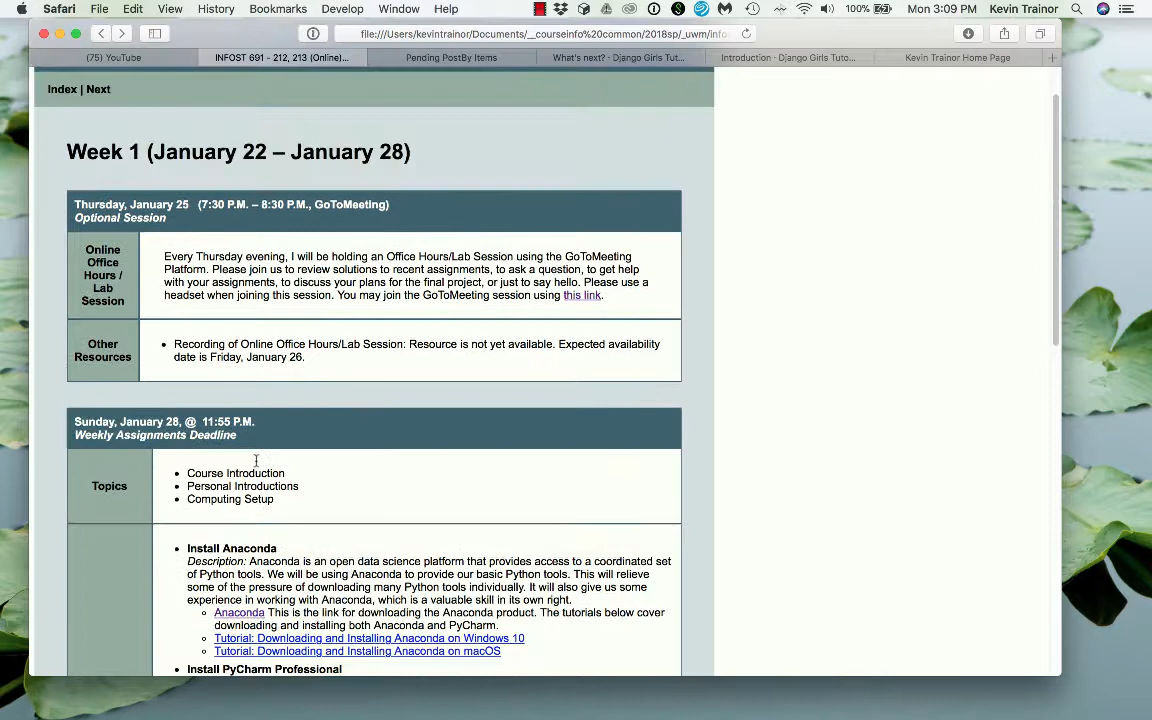 Safari File Edit View History Bookmarks Develop Window Help 100% Mon 3:09 PM Kevin Trainor
file:///Users/kevintrainor/Documents/__courseinfo%20common/2018sp/_uwm/info
(75) YouTube INFOST 691 - 212, 213 (Online)... Pending PostBy Items What's next? · Django Girls Tut... Introduction · Django Girls Tuto... Kevin Trainor Home Page
Index | Next
Week 1 (January 22 – January 28)
Thursday, January 25 (7:30 P.M. – 8:30 P.M., GoToMeeting)
Optional Session
Online
Office
Hours /
Lab
Session
Every Thursday evening, I will be holding an Office Hours/Lab Session using the GoToMeeting
Platform. Please join us to review solutions to recent assignments, to ask a question, to get help
with your assignments, to discuss your plans for the final project, or just to say hello. Please use a
headset when joining this session. You may join the GoToMeeting session using this link.
Other
Resources
• Recording of Online Office Hours/Lab Session: Resource is not yet available. Expected availability
date is Friday, January 26.
Sunday, January 28, @ 11:55 P.M.
Weekly Assignments Deadline
Topics
• Course Introduction
• Personal Introductions
• Computing Setup
• Install Anaconda
Description: Anaconda is an open data science platform that provides access to a coordinated set
of Python tools. We will be using Anaconda to provide our basic Python tools. This will relieve
some of the pressure of downloading many Python tools individually. It will also give us some
experience in working with Anaconda, which is a valuable skill in its own right.
Anaconda This is the link for downloading the Anaconda product. The tutorials below cover
downloading and installing both Anaconda and PyCharm.
Tutorial: Downloading and Installing Anaconda on Windows 10
Tutorial: Downloading and Installing Anaconda on macOS
• Install PyCharm Professional